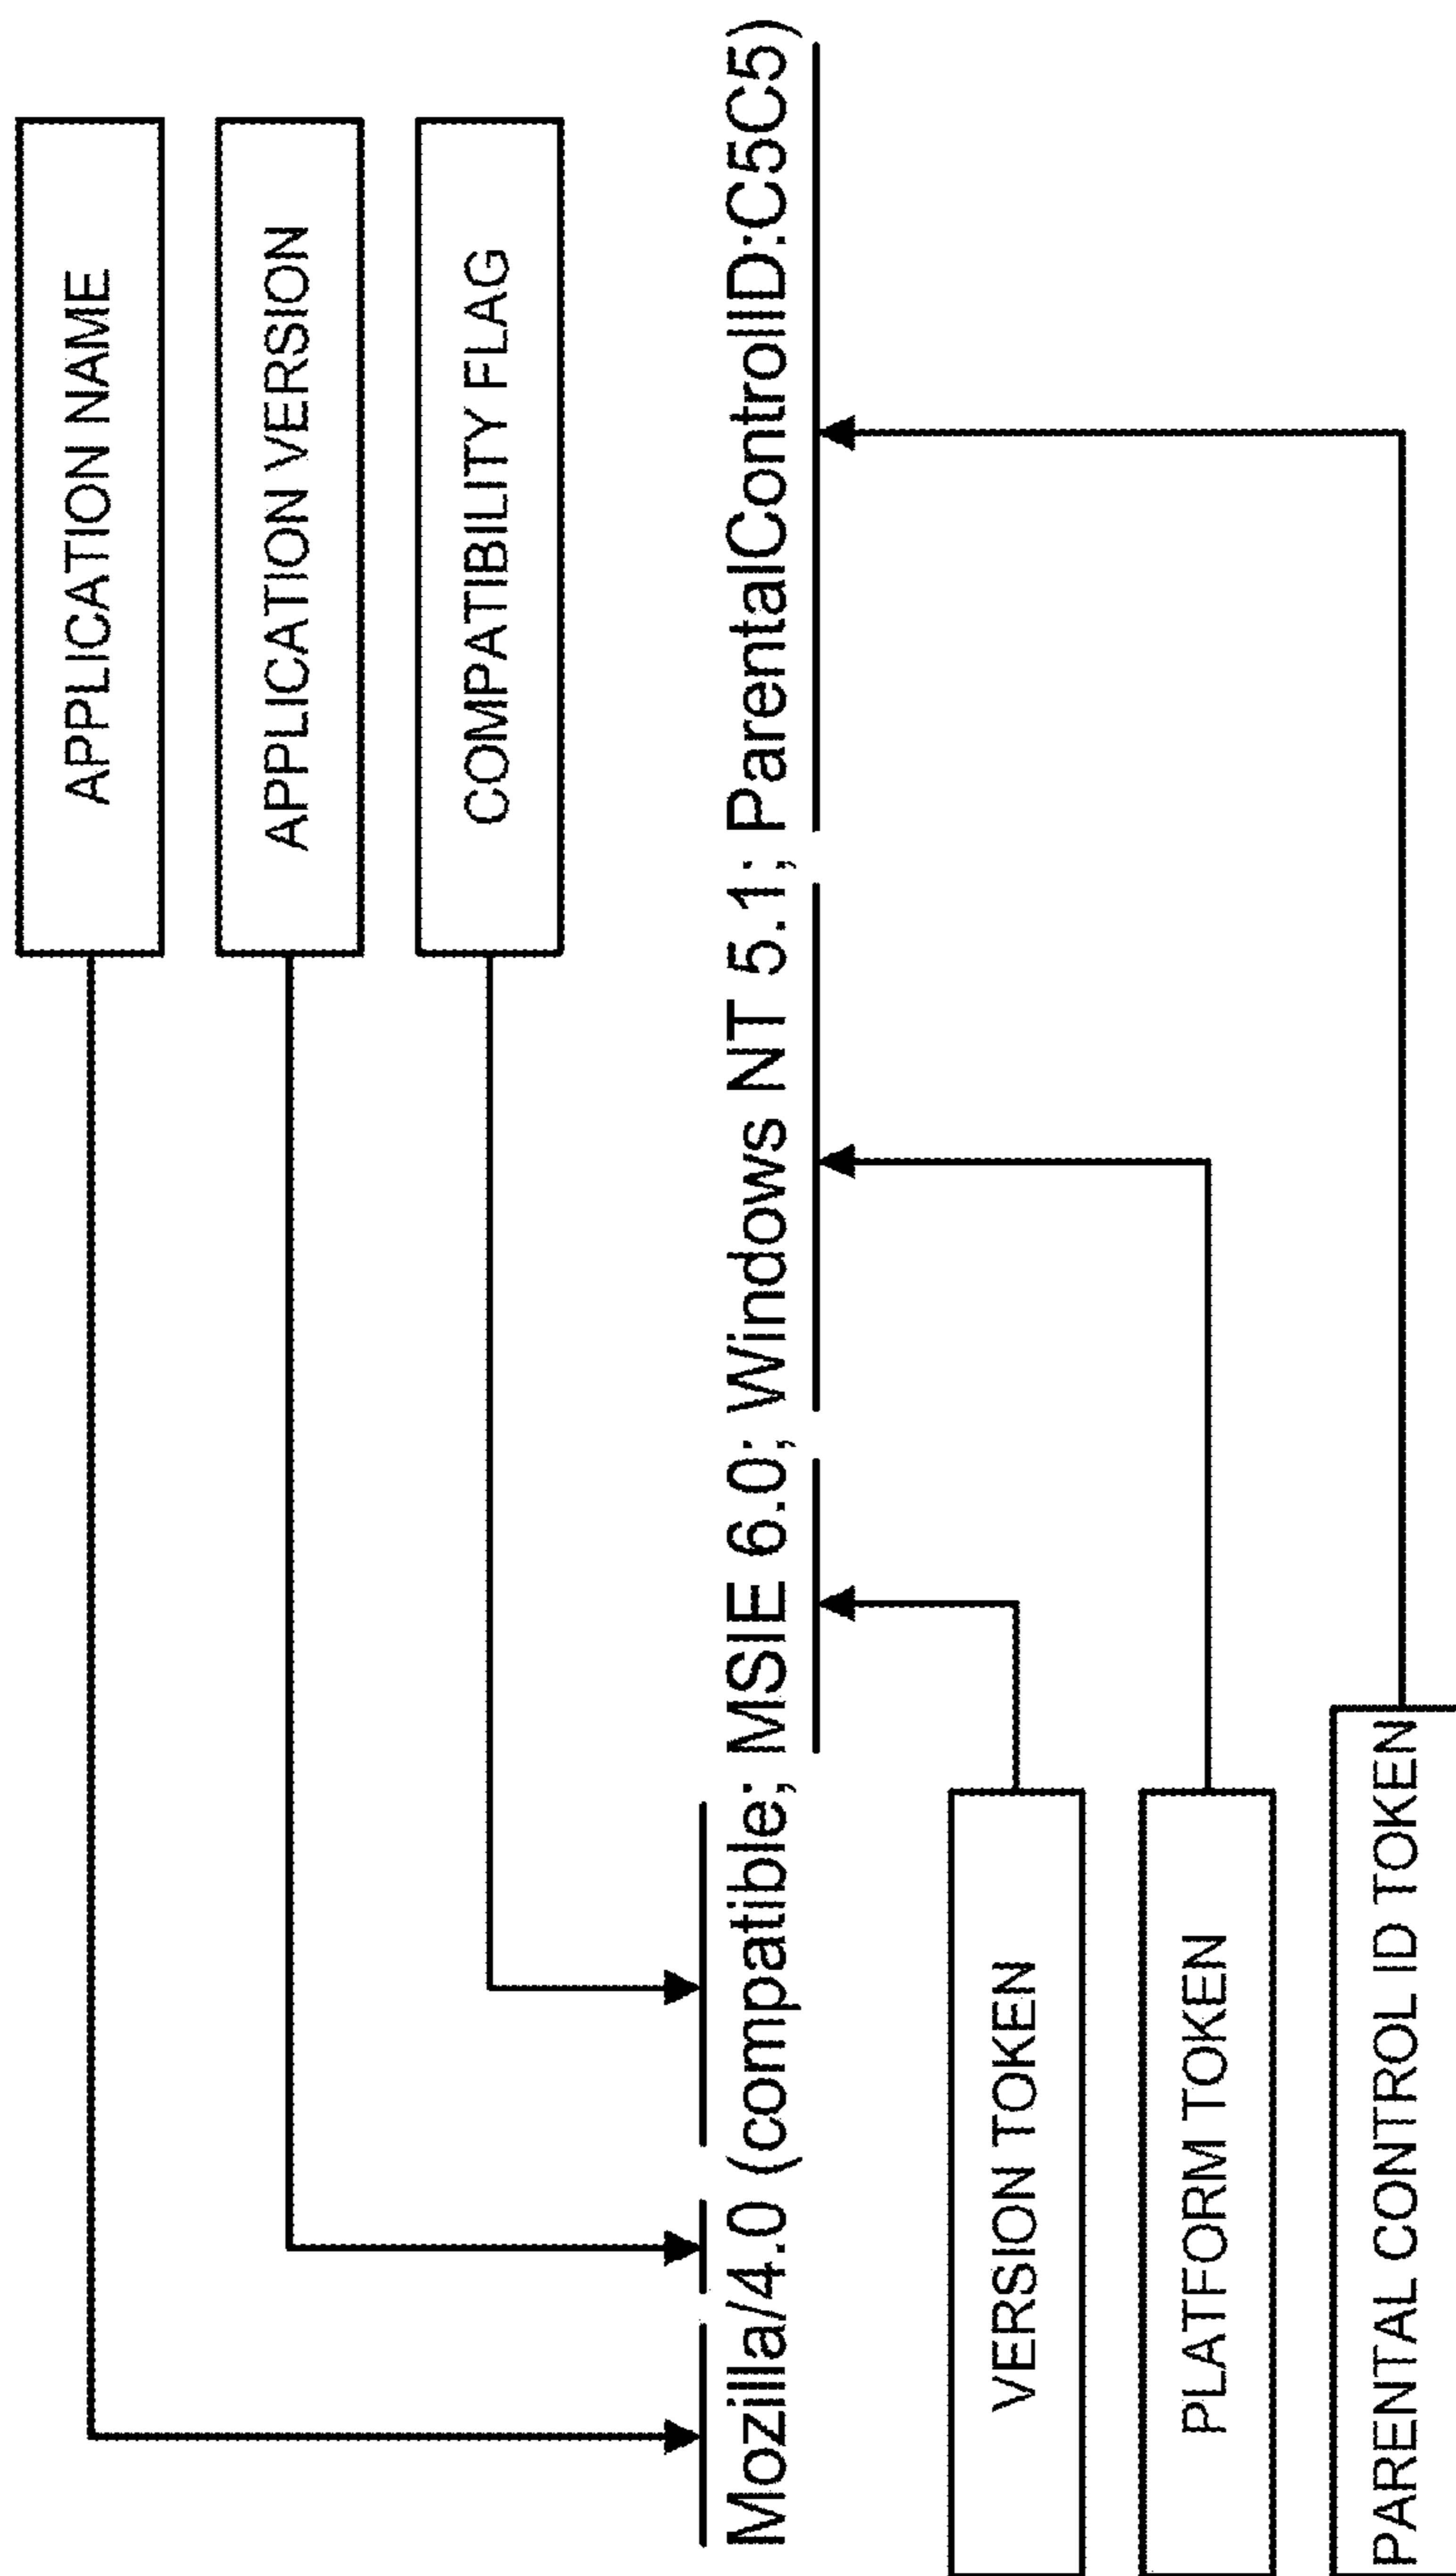 APPLICATION NAME
APPLICATION VERSION
COMPATIBILITY FLAG
Mozilla/4.0 (compatible; MSIE 6.0; Windows NT 5.1; ParentalControlID:C5C5)
VERSION TOKEN
PLATFORM TOKEN
PARENTAL CONTROL ID TOKEN